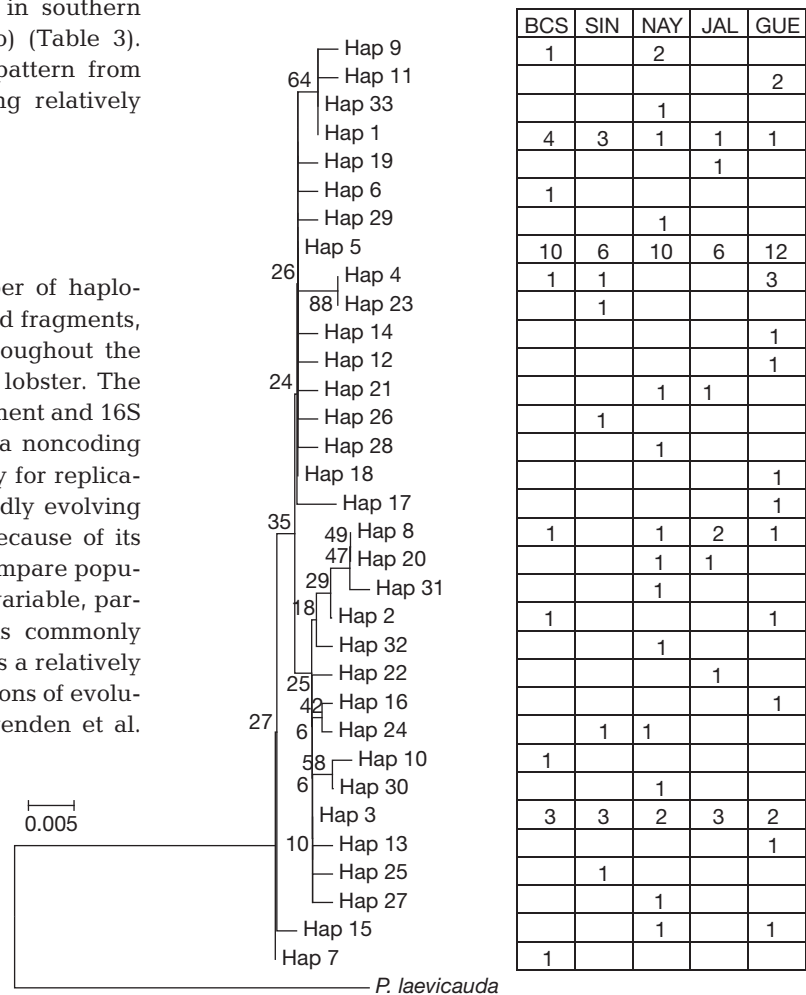 in southern
o) (Table 3).
pattern from
ng relatively
er of haplo-
d fragments,
oughout the
lobster. The
ment and 16S
a noncoding
y for replica-
dly evolving
ecause of its
mpare popu-
variable, par-
s commonly
s a relatively
ons of evolu-
enden et al.
BCS SIN NAY JAL GUE
Hap 9 1 2
64 Hap 11 2
Hap 33 1
Hap 1 4 3 1 1 1
Hap 19 1
Hap 6 1
Hap 29 1
Hap 5 10 6 10 6 12
26 Hap 4 1 1 3
88 Hap 23 1
Hap 14 1
Hap 12 1
24 Hap 21 1 1
Hap 26 1
Hap 28 1
Hap 18 1
Hap 17 1
35 49 Hap 8 1 1 2 1
47 Hap 20 1 1
29 Hap 31 1
18 Hap 2 1 1
Hap 32 1
25 Hap 22 1
42 Hap 16 1
27 6 Hap 24 1 1
58 Hap 10 1
6 Hap 30 1
Hap 3 3 3 2 3 2
10 Hap 13 1
Hap 25 1
Hap 27 1
Hap 15 1 1
Hap 7 1
P. laevicauda
0.005